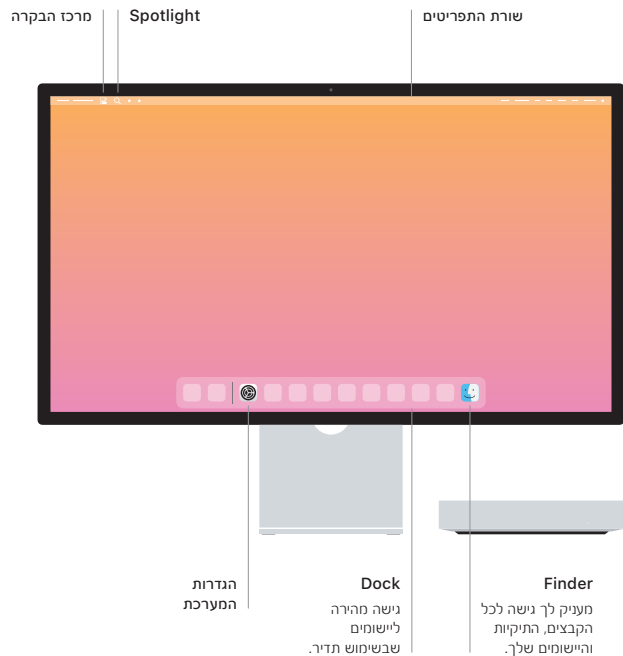 שורת התפריטים
Spotlight
מרכז הבקרה
Finder
מעניק לך גישה לכל
הקבצים, התיקיות
והיישומים שלך.
Dock
גישה מהירה
ליישומים
שבשימוש תדיר.
הגדרות
המערכת